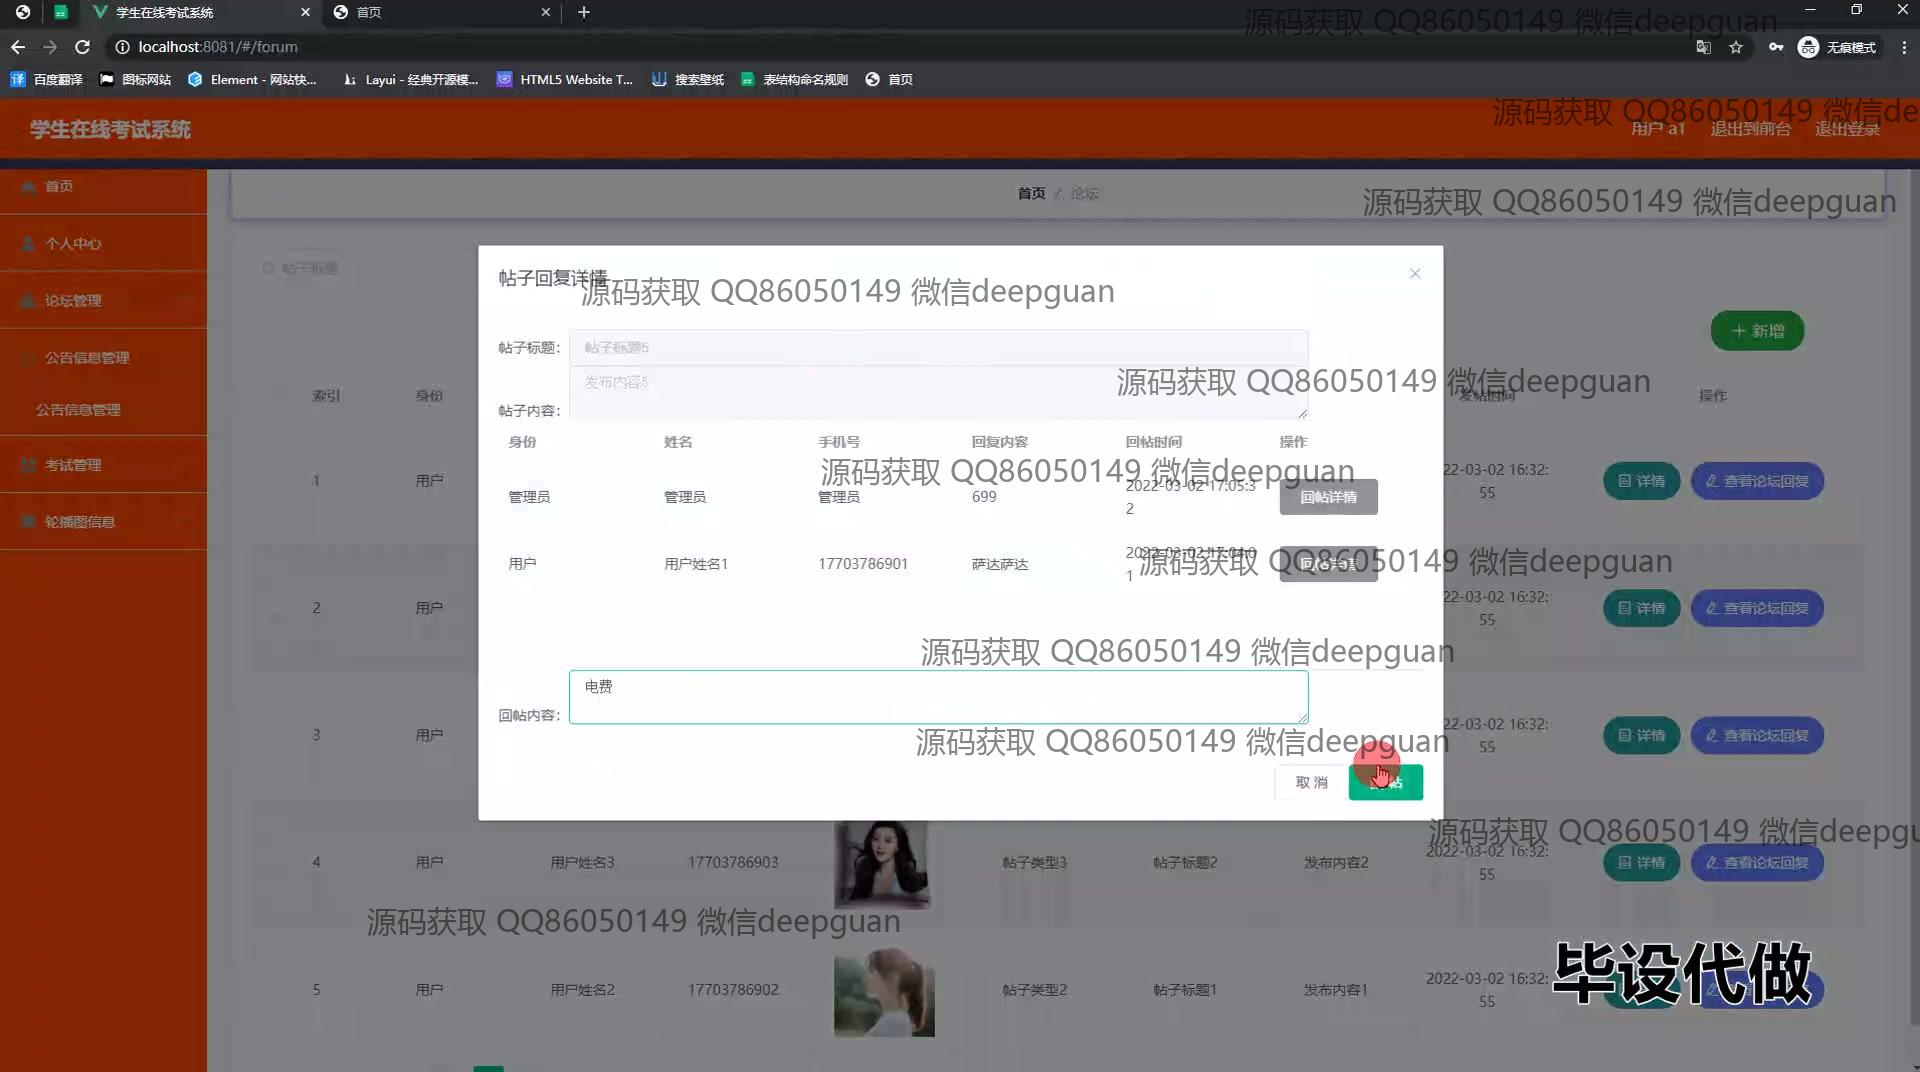 学生在线考试系统
首页
localhost:8081/#/forum
无痕模式
百度翻译
图标网站
Element - 网站快...
Layui - 经典开源模...
HTML5 Website T...
搜索壁纸
表结构命名规则
首页
源码获取 QQ86050149 微信deepguan
学生在线考试系统
用户 a1
退出到前台
退出登录
源码获取 QQ86050149 微信de
首页
个人中心
论坛管理
公告信息管理
公告信息管理
考试管理
轮播图信息
首页 / 论坛
源码获取 QQ86050149 微信deepguan
帖子标题
+ 新增
索引
身份
发帖时间
操作
帖子回复详情
源码获取 QQ86050149 微信deepguan
帖子标题:
帖子标题5
帖子内容:
发布内容5
源码获取 QQ86050149 微信deepguan
身份 姓名 手机号 回复内容 回帖时间 操作
源码获取 QQ86050149 微信deepguan
管理员 管理员 管理员 699 2022-03-02 17:05:3
2
回帖详情
用户 用户姓名1 17703786901 萨达萨达 2022-03-02 17:04:0
1
回帖详情
源码获取 QQ86050149 微信deepguan
源码获取 QQ86050149 微信deepguan
回帖内容:
电费
源码获取 QQ86050149 微信deepguan
取 消
1 用户 22-03-02 16:32:
55
详情 查看论坛回复
2 用户 22-03-02 16:32:
55
详情 查看论坛回复
3 用户 22-03-02 16:32:
55
详情 查看论坛回复
源码获取 QQ86050149 微信deepgu
4 用户 用户姓名3 17703786903 帖子类型3 帖子标题2 发布内容2 2022-03-02 16:32:
55
详情 查看论坛回复
源码获取 QQ86050149 微信deepguan
5 用户 用户姓名2 17703786902 帖子类型2 帖子标题1 发布内容1 2022-03-02 16:32:
55
毕设代做